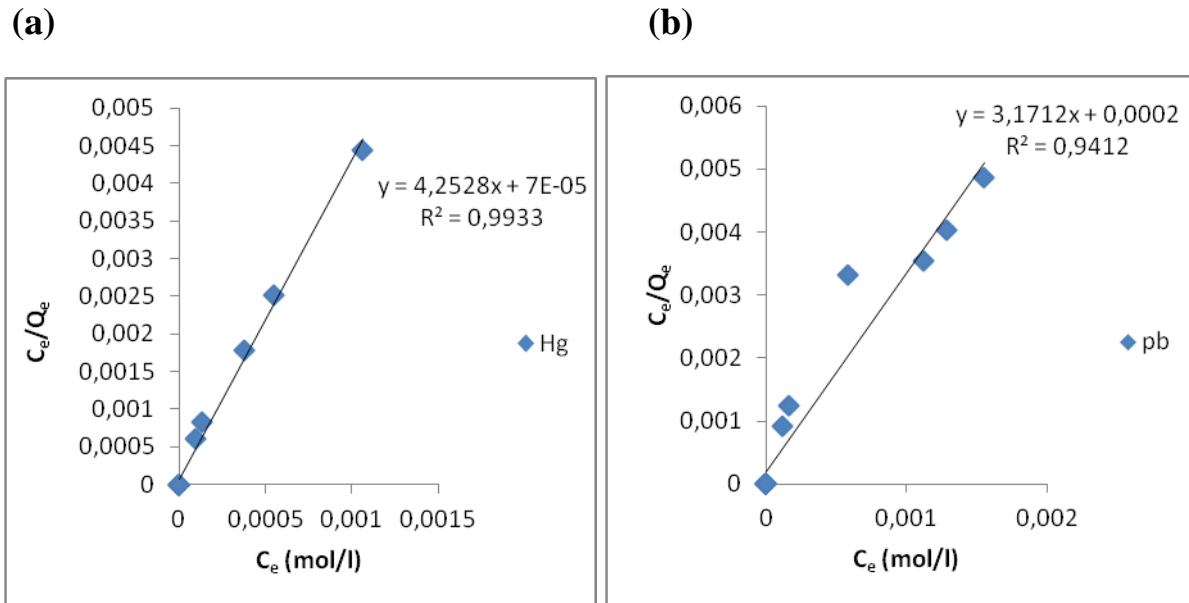 (a)
(b)
0,005
0,0045
0,004
0,0035
0,003
0,0025
0,002
0,0015
0,001
0,0005
0
0
0,0005
0,001
0,0015
Cₑ/Qₑ
Cₑ (mol/l)
y = 4,2528x + 7E-05
R² = 0,9933
Hg
0,006
0,005
0,004
0,003
0,002
0,001
0
0
0,001
0,002
Cₑ/Qₑ
Cₑ (mol/l)
y = 3,1712x + 0,0002
R² = 0,9412
pb